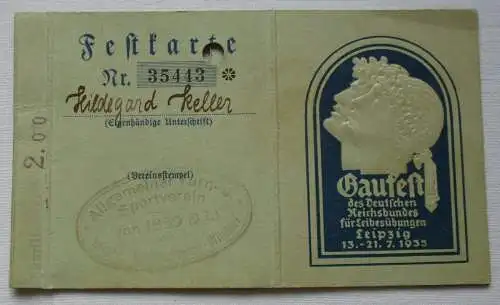 Festkarte
Nr. 35443 *
Hildegard Keller
(Eigenhändige Unterschrift)
(Vereinsstempel)
Allgemeiner Turn- u.
Sportverein
von 1850
2.00
Gaufest
des Deutschen
Reichsbundes
für Leibesübungen
Leipzig
13.-21.7.1935